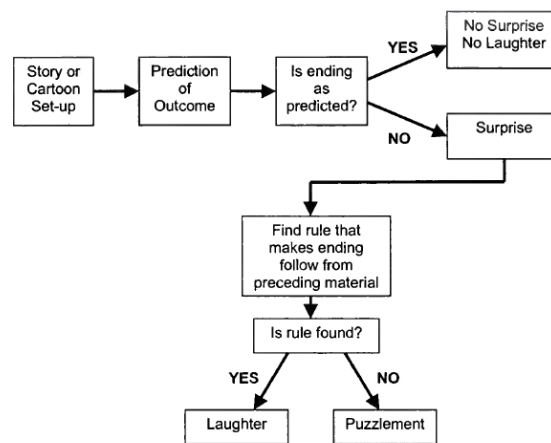 Story or
Cartoon
Set-up
Prediction
of
Outcome
Is ending
as
predicted?
YES
No Surprise
No Laughter
NO
Surprise
Find rule that
makes ending
follow from
preceding material
Is rule found?
YES
NO
Laughter
Puzzlement